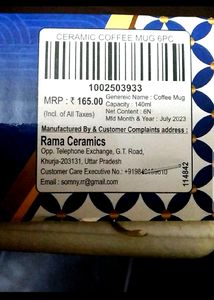 CERAMIC COFFEE MUG 6PC
1002503933
MRP : ₹ 165.00
(Incl. of All Taxes)
Genereic Name : Coffee Mug
Capacity : 140ml
Net Content : 6N
Mfd Month & Year : July 2023
Manufactured By & Customer Complaints address :
Rama Ceramics
Opp. Telephone Exchange, G.T. Road,
Khurja-203131, Uttar Pradesh
Customer Care Executive No.:
Email : somny.rr@gmail.com
114842